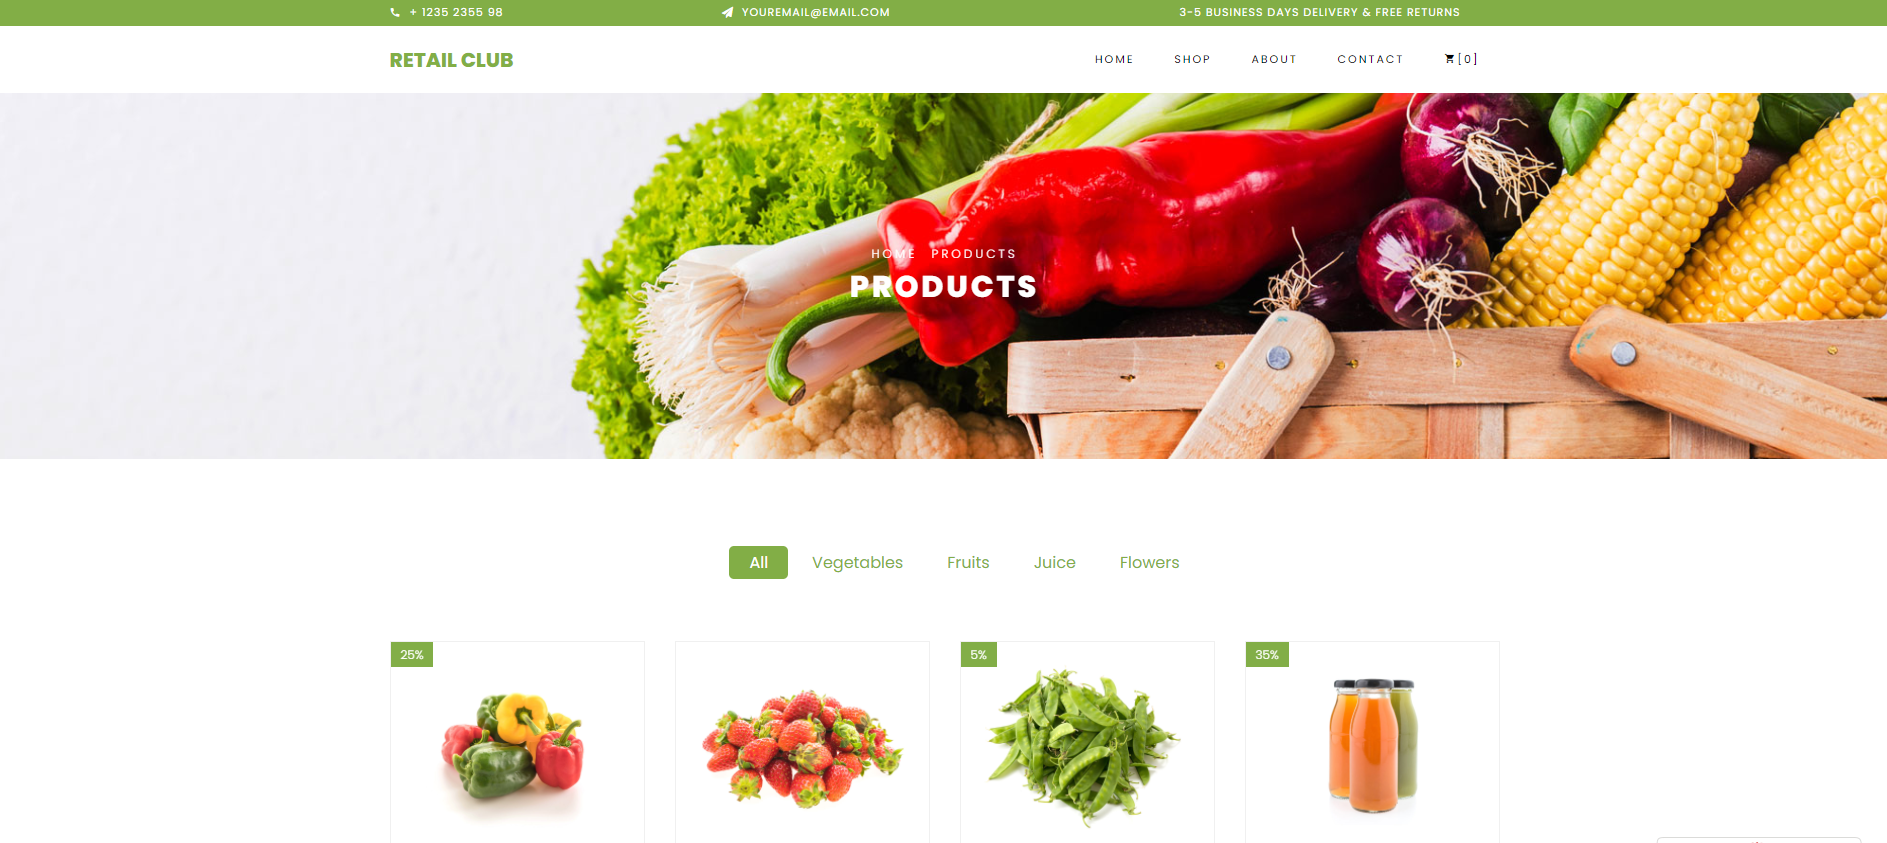 + 1235 2355 98
YOUREMAIL@EMAIL.COM
3-5 BUSINESS DAYS DELIVERY & FREE RETURNS
RETAIL CLUB
HOME SHOP ABOUT CONTACT [0]
HOME PRODUCTS
PRODUCTS
All Vegetables Fruits Juice Flowers
25%
5%
35%